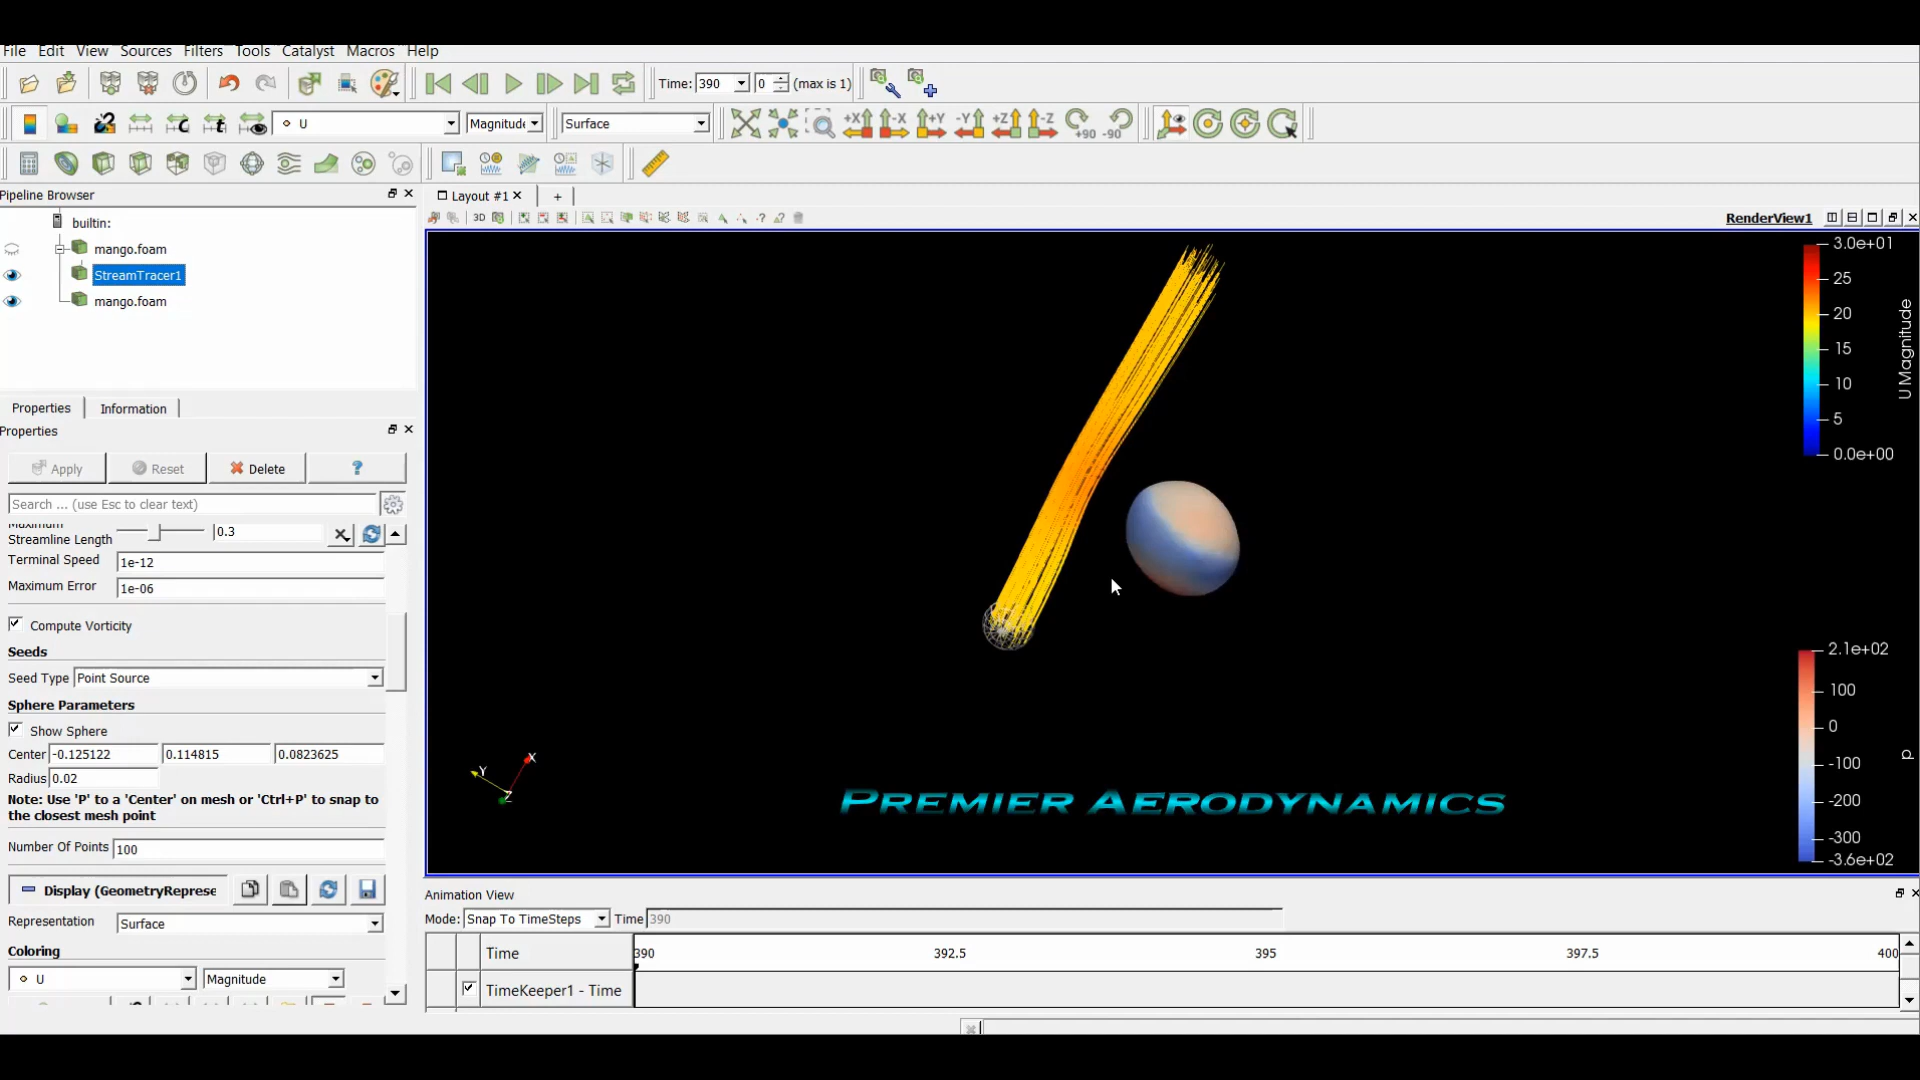 File Edit View Sources Filters Tools Catalyst Macros Help
Time: 390 0 (max is 1)
U Magnitude Surface +X -X +Y -Y +Z -Z +90 -90
Pipeline Browser
Layout #1
3D
RenderView1
builtin:
mango.foam
StreamTracer1
mango.foam
Properties Information
Properties
Apply Reset Delete ?
Search ... (use Esc to clear text)
Maximum
Streamline Length 0.3
Terminal Speed 1e-12
Maximum Error 1e-06
Compute Vorticity
Seeds
Seed Type Point Source
Sphere Parameters
Show Sphere
Center -0.125122 0.114815 0.0823625
Radius 0.02
Note: Use 'P' to a 'Center' on mesh or 'Ctrl+P' to snap to
the closest mesh point
Number Of Points 100
Display (GeometryReprese
Representation Surface
Coloring
U Magnitude
3.0e+01
25
20
15
10
5
0.0e+00
U Magnitude
2.1e+02
100
0
-100
-200
-300
-3.6e+02
p
X
Y
Z
Premier Aerodynamics
Animation View
Mode: Snap To TimeSteps Time 390
Time 390 392.5 395 397.5 400
TimeKeeper1 - Time